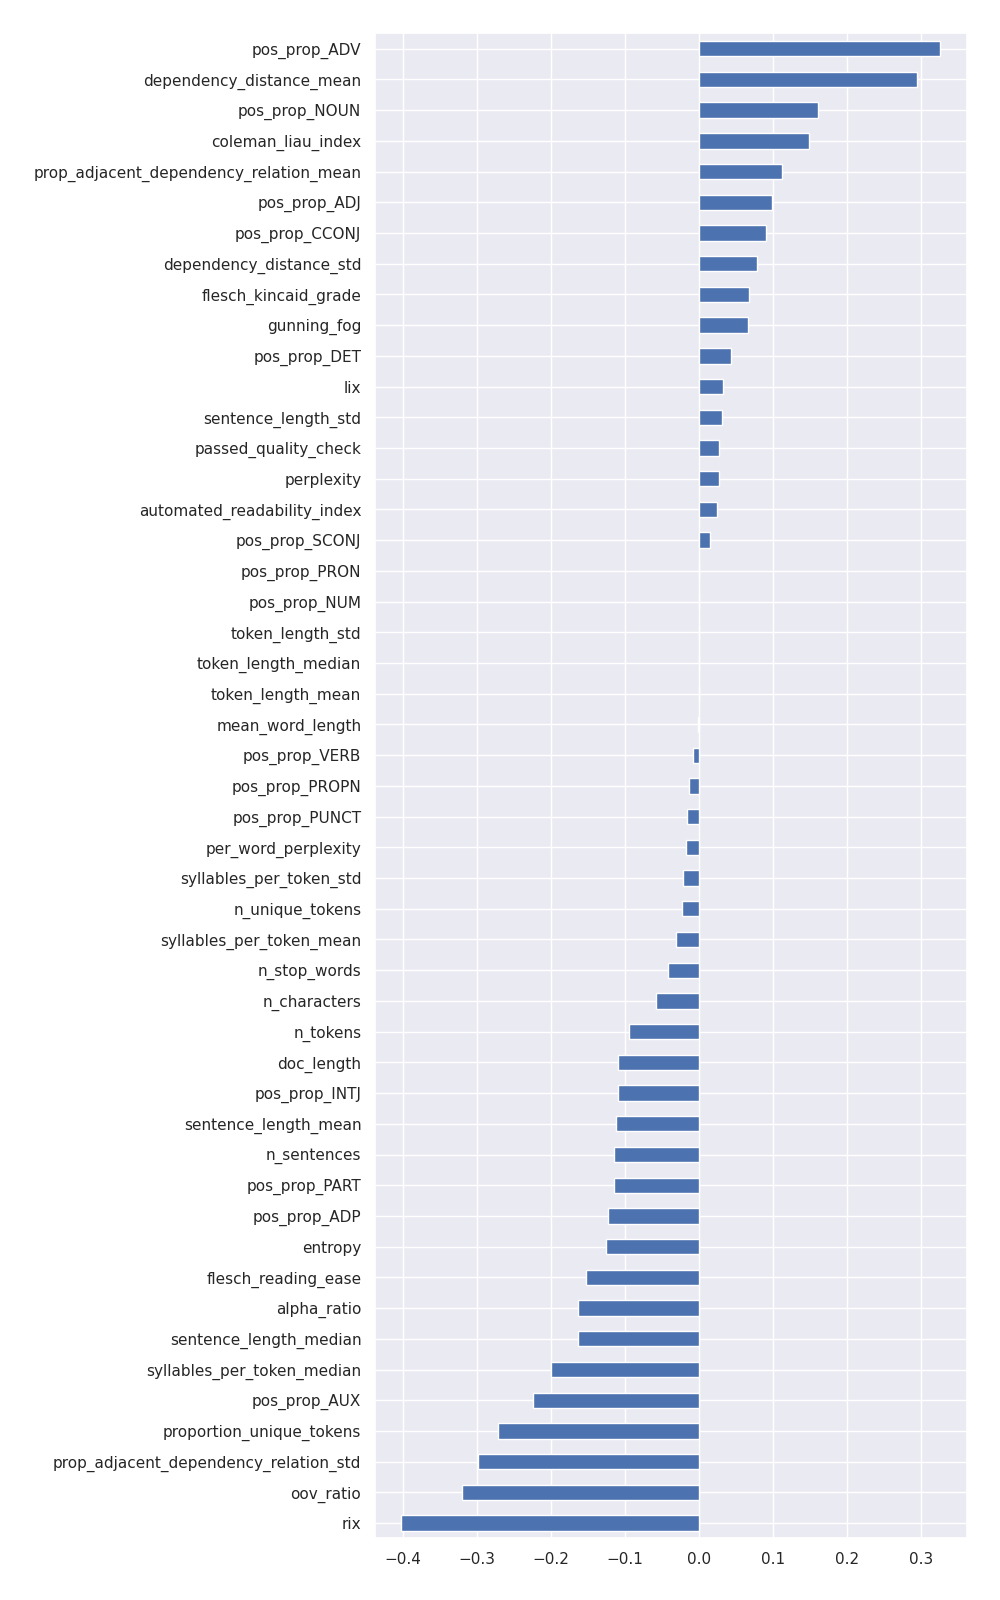 pos_prop_ADV
dependency_distance_mean
pos_prop_NOUN
coleman_liau_index
prop_adjacent_dependency_relation_mean
pos_prop_ADJ
pos_prop_CCONJ
dependency_distance_std
flesch_kincaid_grade
gunning_fog
pos_prop_DET
lix
sentence_length_std
passed_quality_check
perplexity
automated_readability_index
pos_prop_SCONJ
pos_prop_PRON
pos_prop_NUM
token_length_std
token_length_median
token_length_mean
mean_word_length
pos_prop_VERB
pos_prop_PROPN
pos_prop_PUNCT
per_word_perplexity
syllables_per_token_std
n_unique_tokens
syllables_per_token_mean
n_stop_words
n_characters
n_tokens
doc_length
pos_prop_INTJ
sentence_length_mean
n_sentences
pos_prop_PART
pos_prop_ADP
entropy
flesch_reading_ease
alpha_ratio
sentence_length_median
syllables_per_token_median
pos_prop_AUX
proportion_unique_tokens
prop_adjacent_dependency_relation_std
oov_ratio
rix
−0.4 −0.3 −0.2 −0.1 0.0 0.1 0.2 0.3